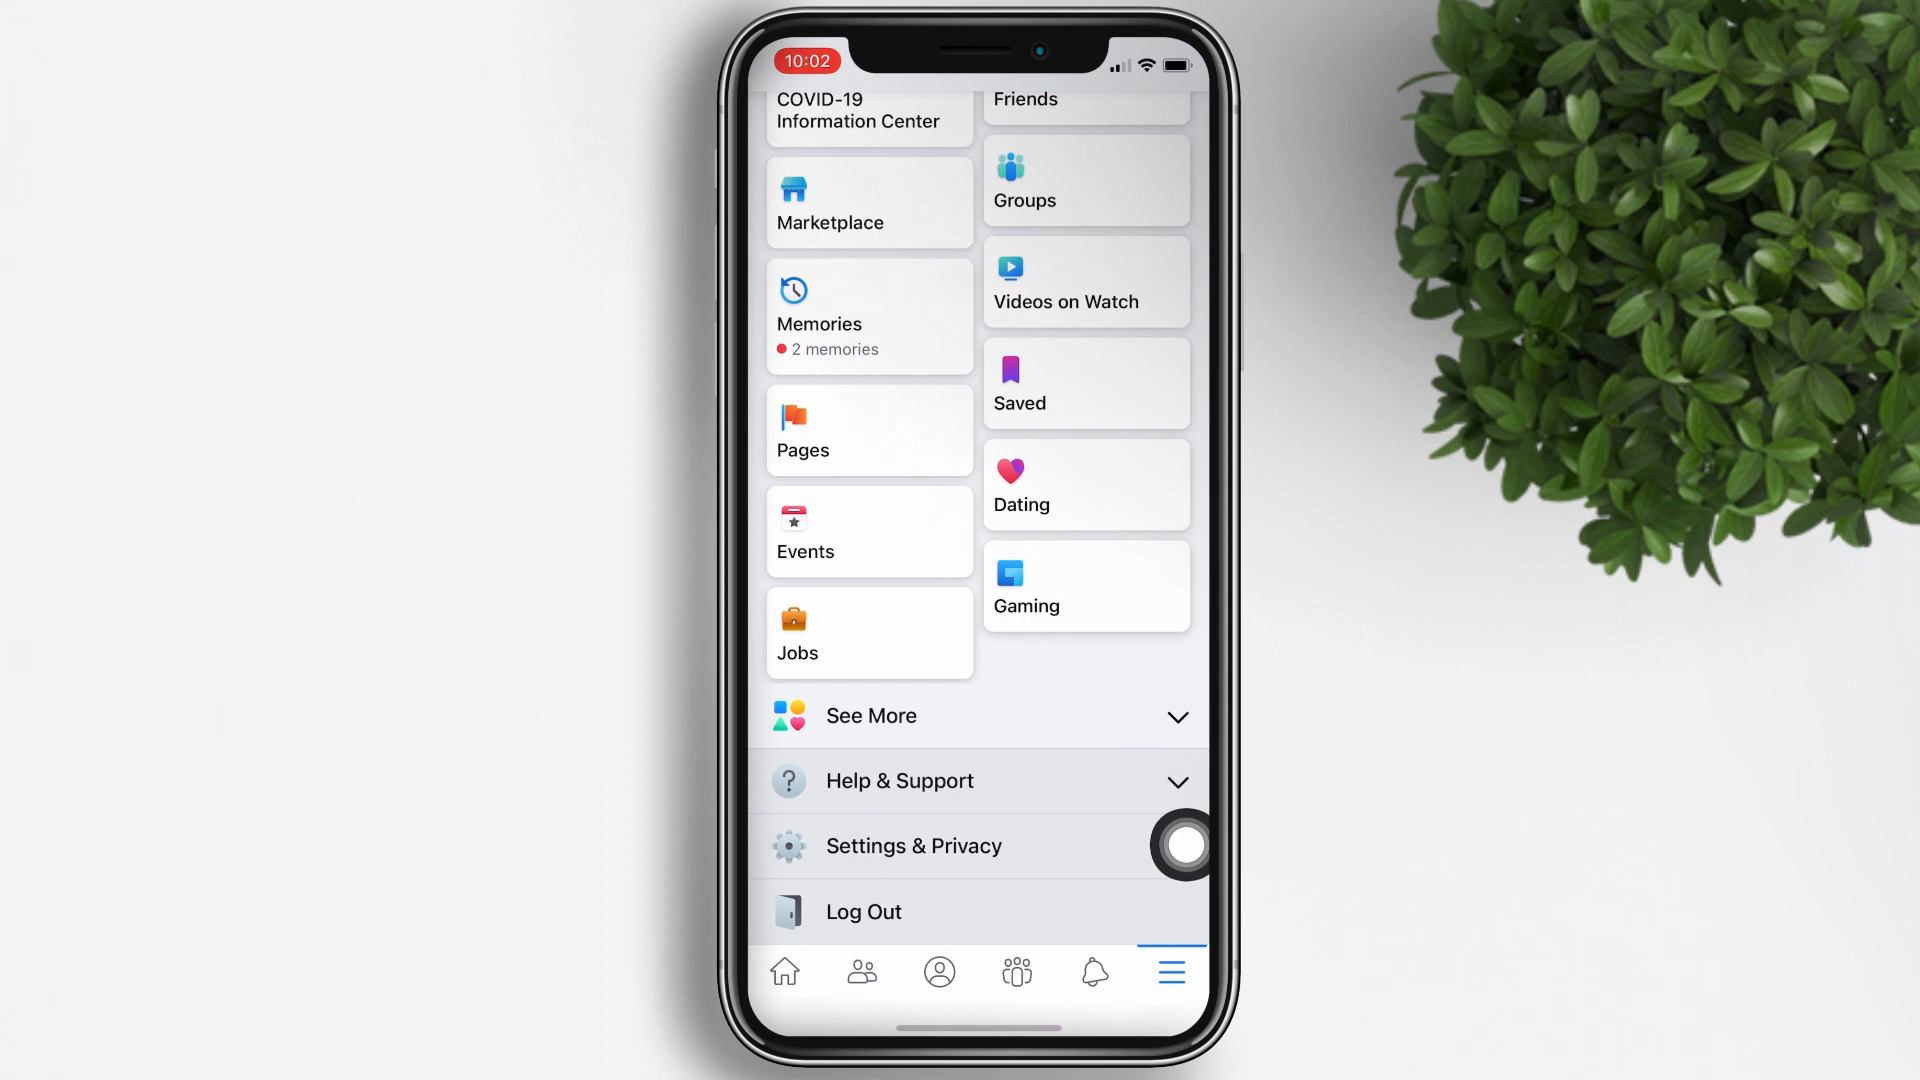 10:02
COVID-19
Information Center
Friends
Marketplace
Groups
Memories
2 memories
Videos on Watch
Saved
Pages
Dating
Events
Gaming
Jobs
See More
Help & Support
Settings & Privacy
Log Out